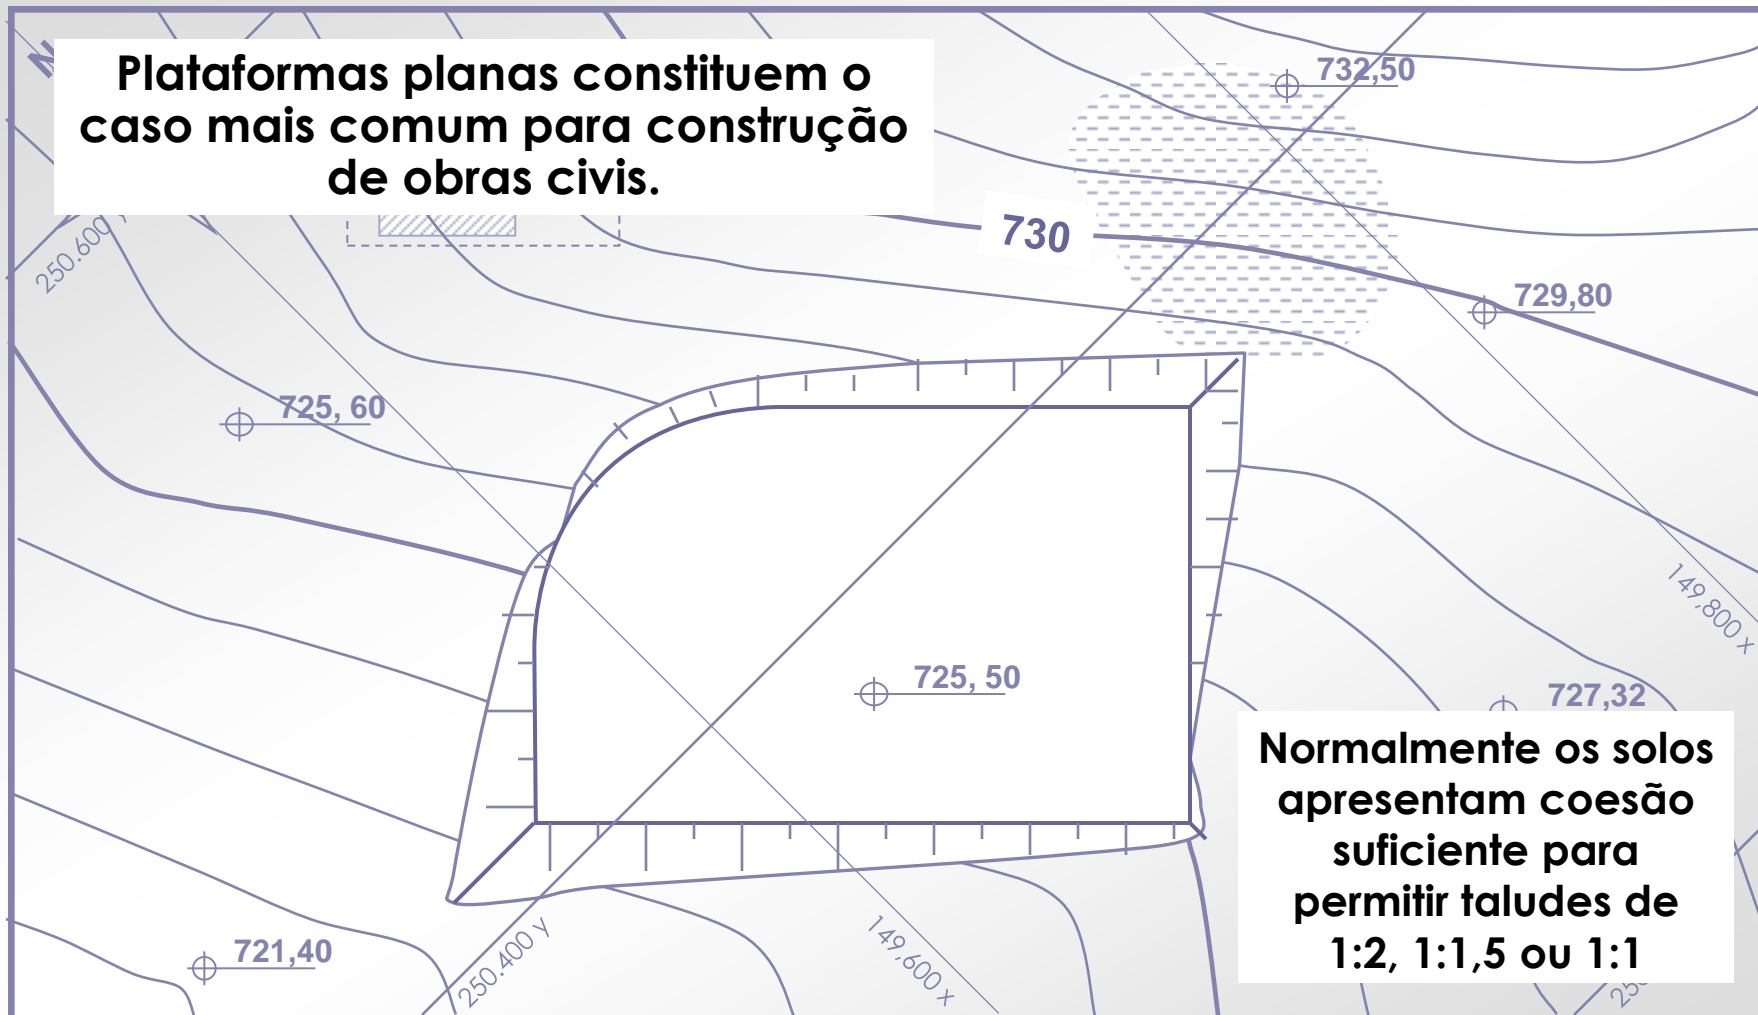 Plataformas planas constituem o
caso mais comum para construção
de obras civis.
732,50
730
250.600
729,80
725, 60
149,800 x
725, 50
727,32
Normalmente os solos
apresentam coesão
suficiente para
permitir taludes de
1:2, 1:1,5 ou 1:1
721,40
250.400 y
149,600 x